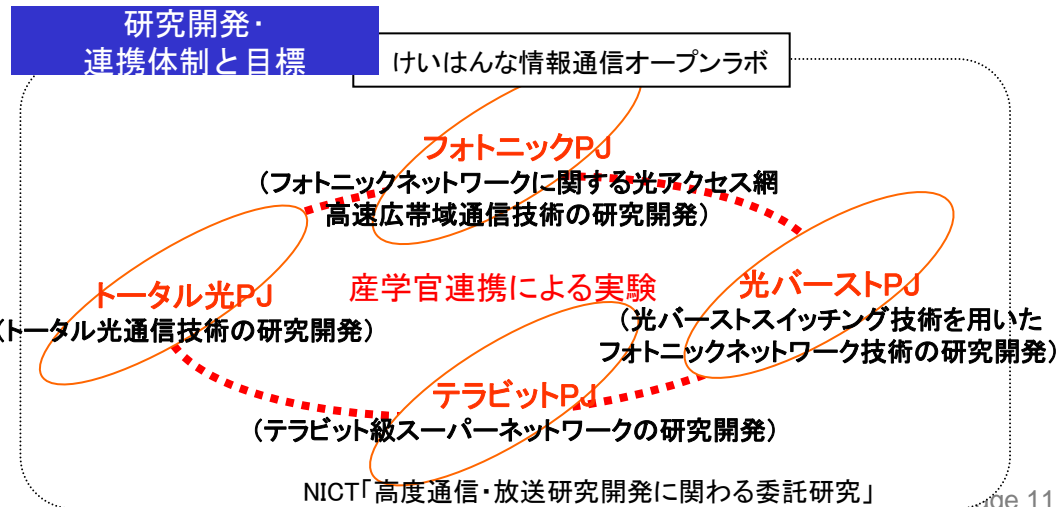 研究開発・
連携体制と目標
けいはんな情報通信オープンラボ
フォトニックPJ
(フォトニックネットワークに関する光アクセス網
高速広帯域通信技術の研究開発)
トータル光PJ
(トータル光通信技術の研究開発)
産学官連携による実験
光バーストPJ
(光バーストスイッチング技術を用いた
フォトニックネットワーク技術の研究開発)
テラビットPJ
(テラビット級スーパーネットワークの研究開発)
NICT「高度通信・放送研究開発に関わる委託研究」
age 11